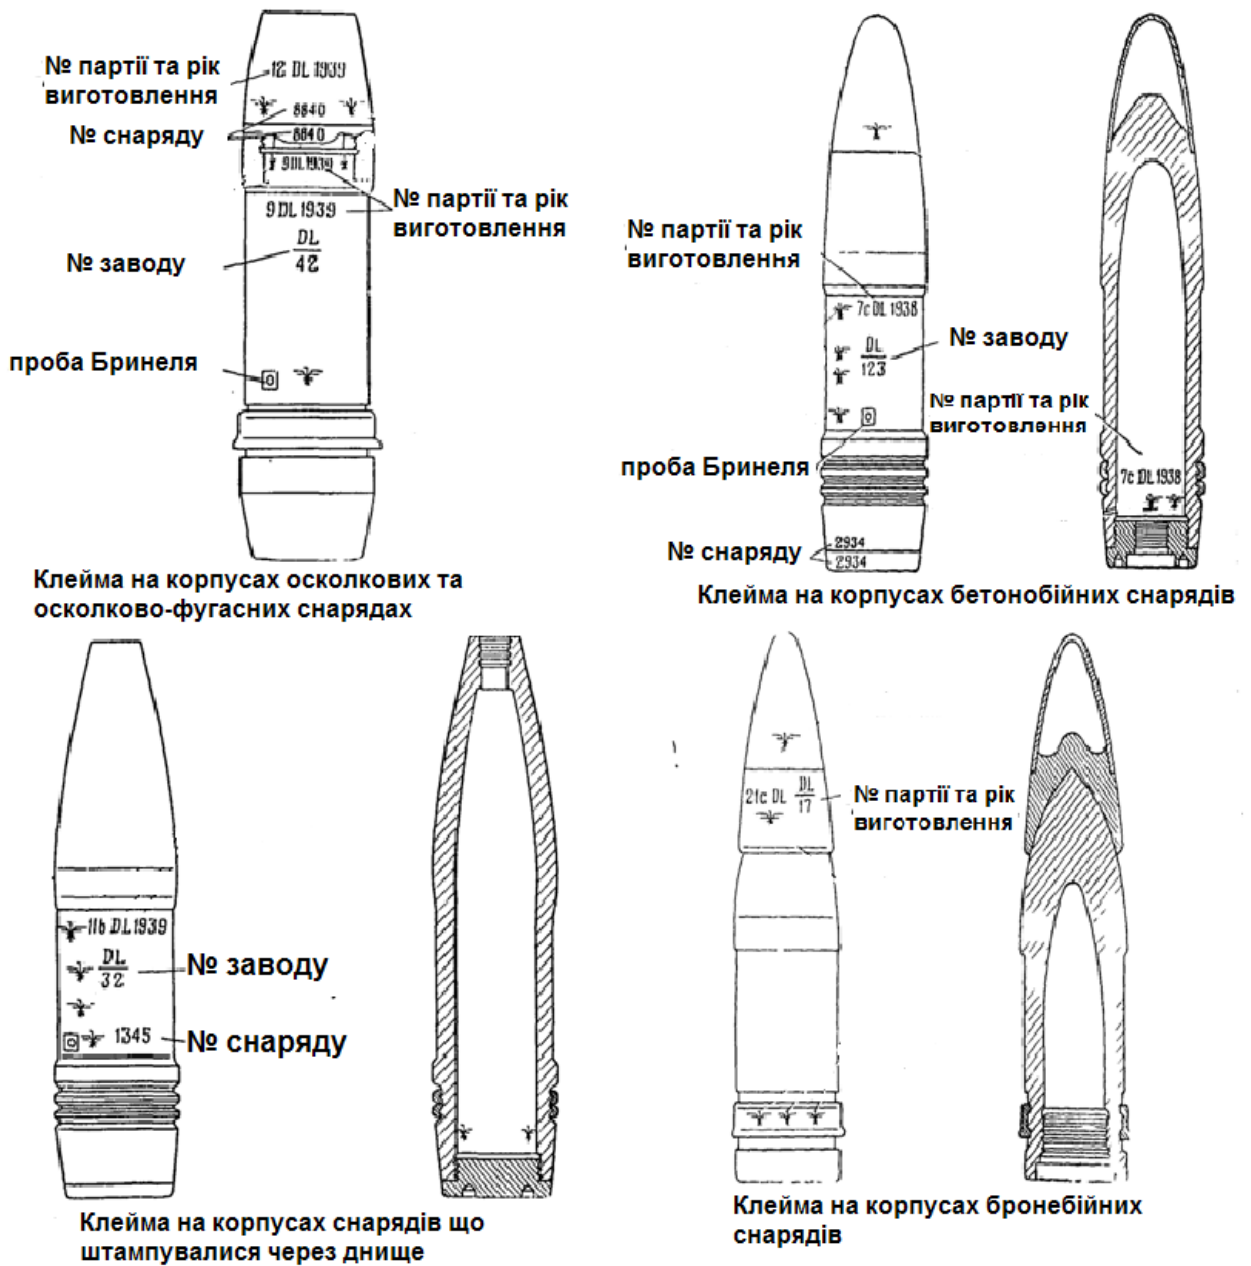 № партії та рік
виготовлення
12 DL 1939
8840
№ снаряду
8840
9 DL 1939
№ партії та рік
виготовлення
9 DL 1939
DL
42
№ заводу
проба Бринеля
Клейма на корпусах осколкових та
осколково-фугасних снарядах
№ партії та рік
виготовлення
7c DL 1938
DL
123
№ заводу
№ партії та рік
виготовлення
проба Бринеля
7c DL 1938
№ снаряду
2934
2934
Клейма на корпусах бетонобійних снарядів
11b DL 1939
DL
32
№ заводу
1345
№ снаряду
Клейма на корпусах снарядів що
штампувалися через днище
21c DL
DL
17
№ партії та рік
виготовлення
Клейма на корпусах бронебійних
снарядів